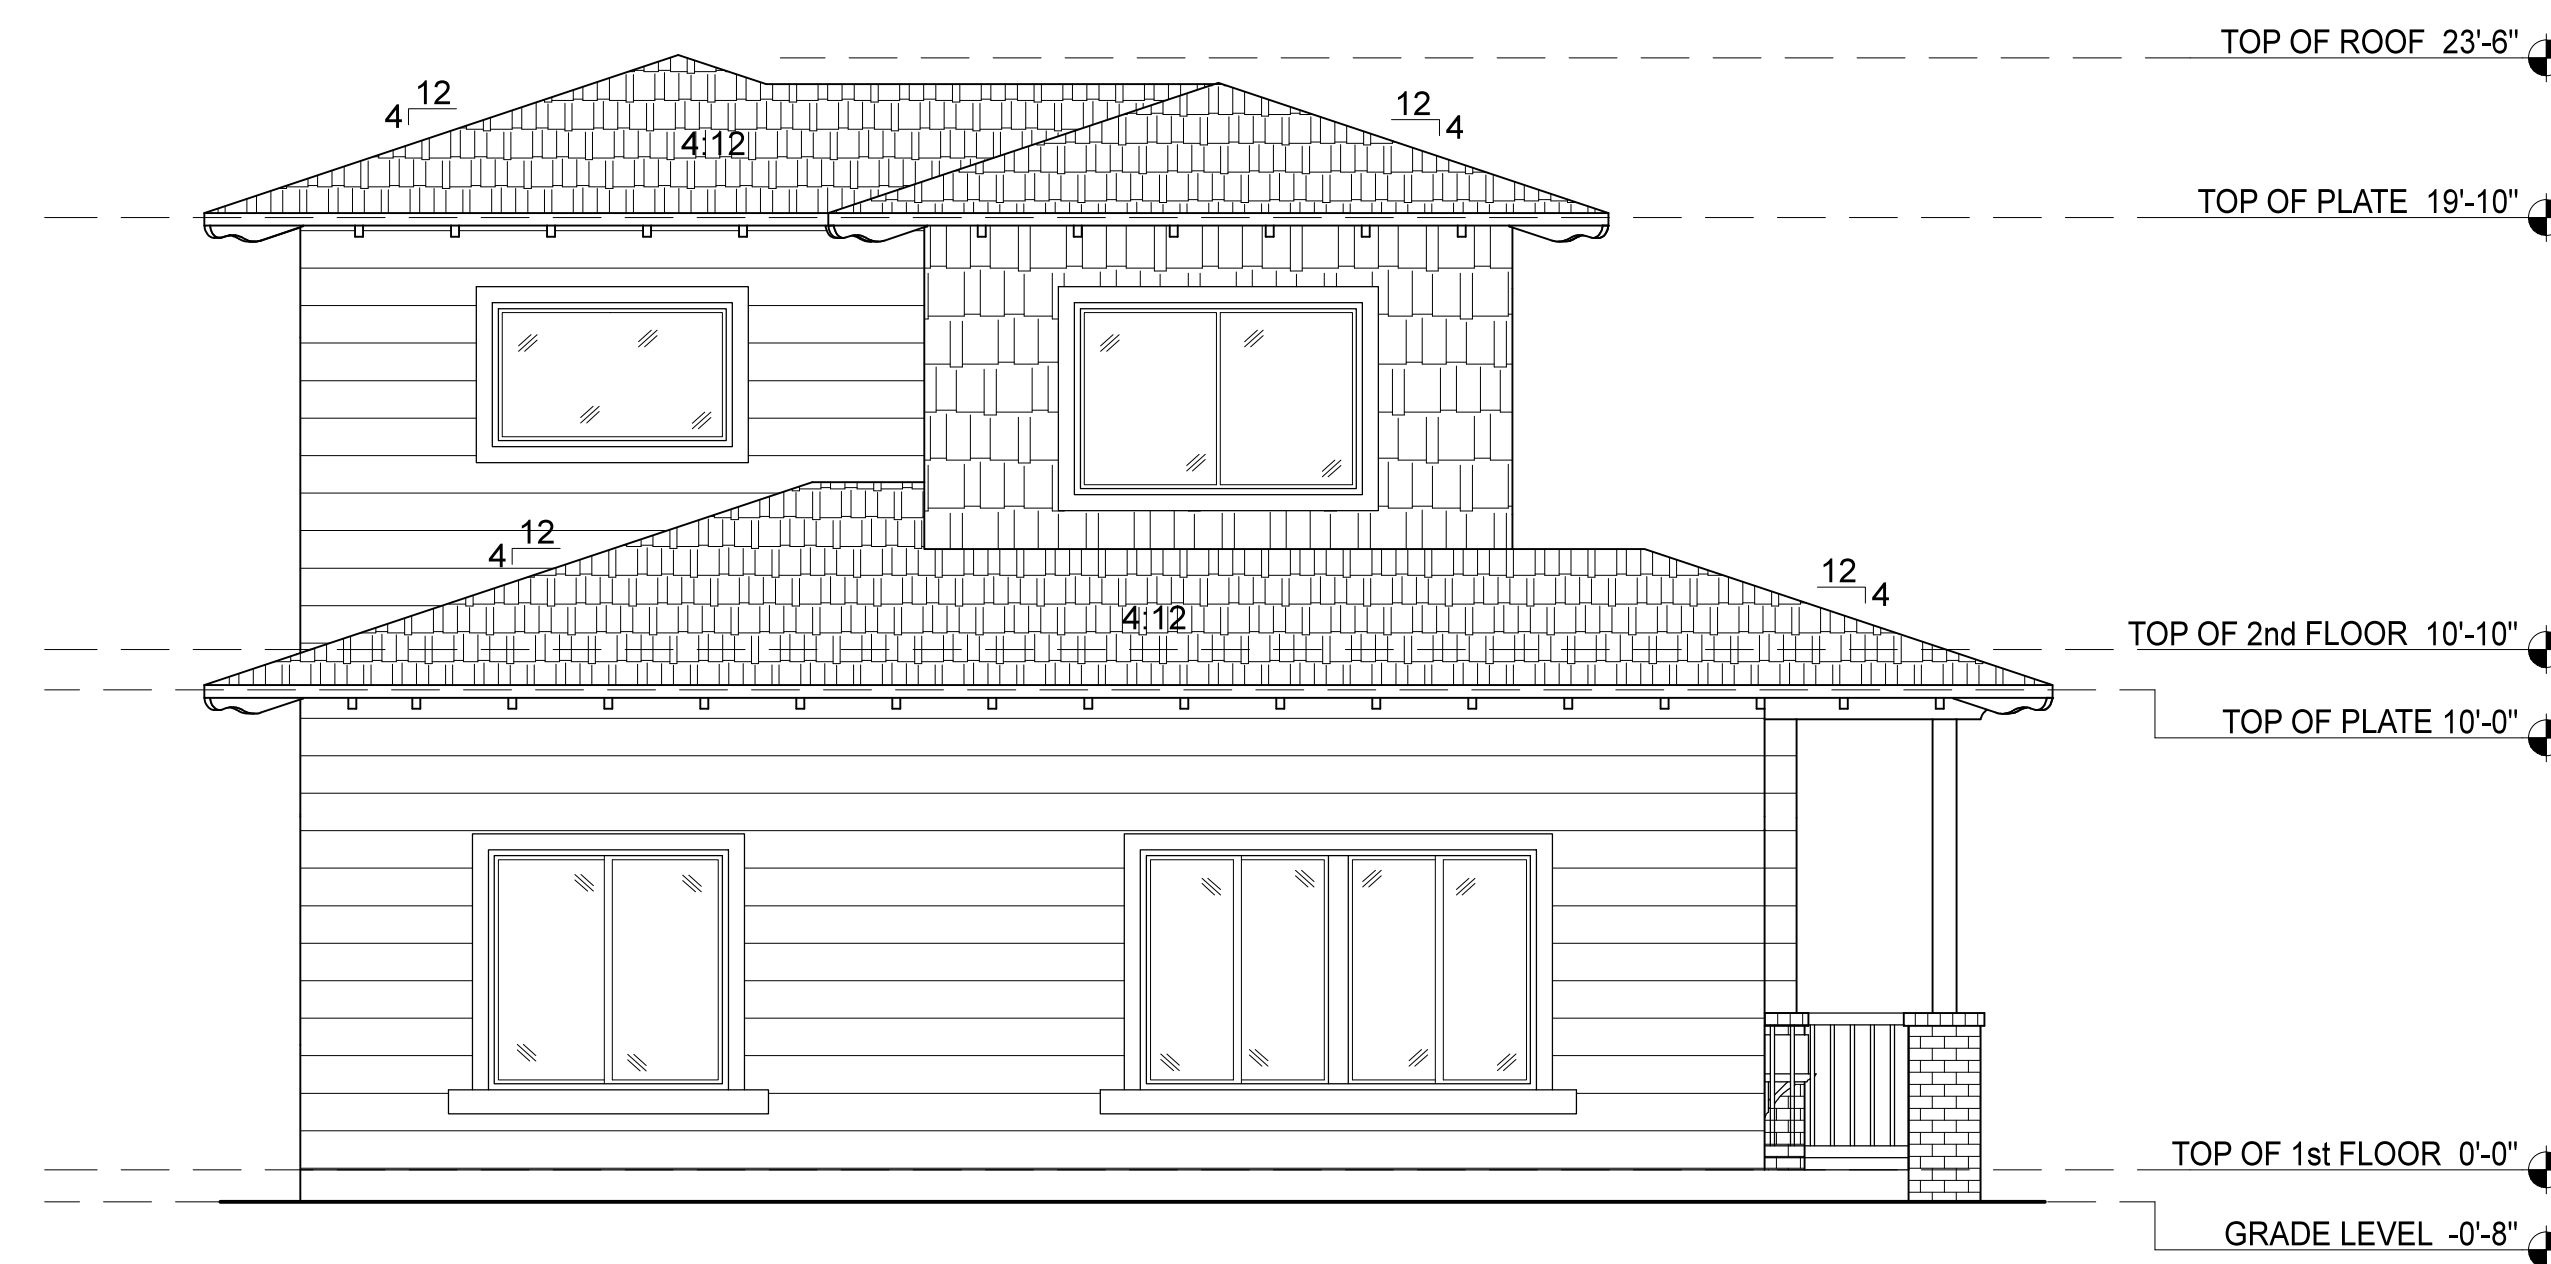 TOP OF ROOF 23'-6"
12
4
12
4
4:12
TOP OF PLATE 19'-10"
12
4
12
4
4:12
TOP OF 2nd FLOOR 10'-10"
TOP OF PLATE 10'-0"
TOP OF 1st FLOOR 0'-0"
GRADE LEVEL -0'-8"